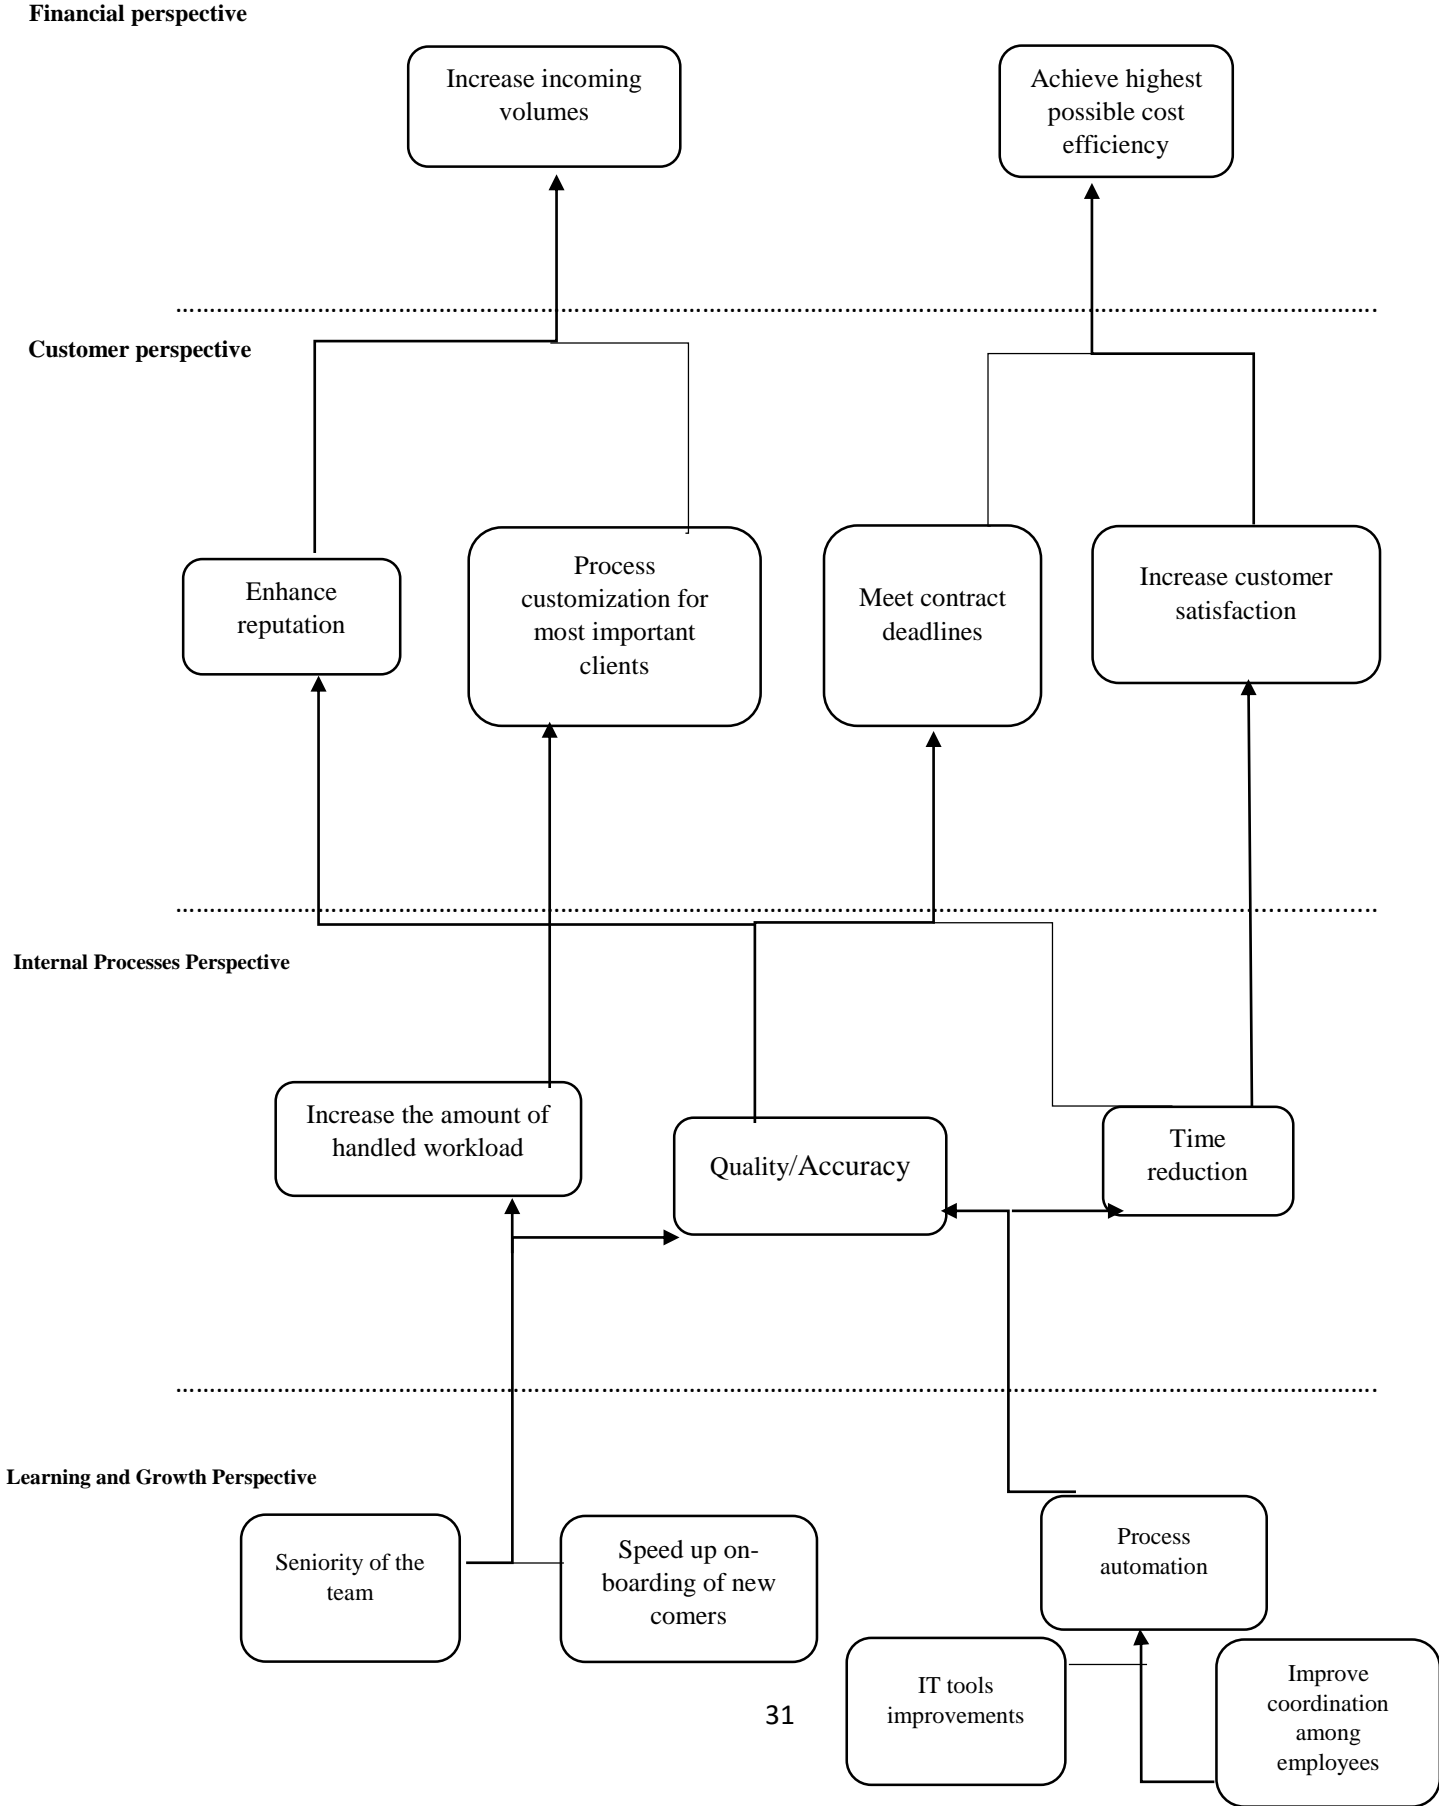 Financial perspective
Increase incoming
volumes
Achieve highest
possible cost
efficiency
Customer perspective
Enhance
reputation
Process
customization for
most important
clients
Meet contract
deadlines
Increase customer
satisfaction
Internal Processes Perspective
Increase the amount of
handled workload
Quality/Accuracy
Time
reduction
Learning and Growth Perspective
Seniority of the
team
Speed up on-
boarding of new
comers
Process
automation
IT tools
improvements
Improve
coordination
among
employees
31